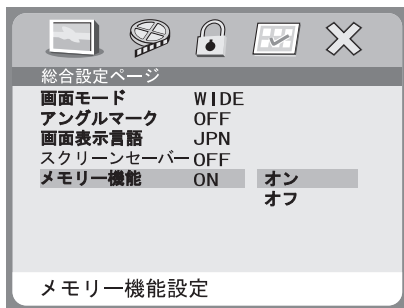 総合設定ページ
画面モード WIDE
アングルマーク OFF
画面表示言語 JPN
スクリーンセーバー OFF
メモリー機能 ON オン
オフ
メモリー機能設定